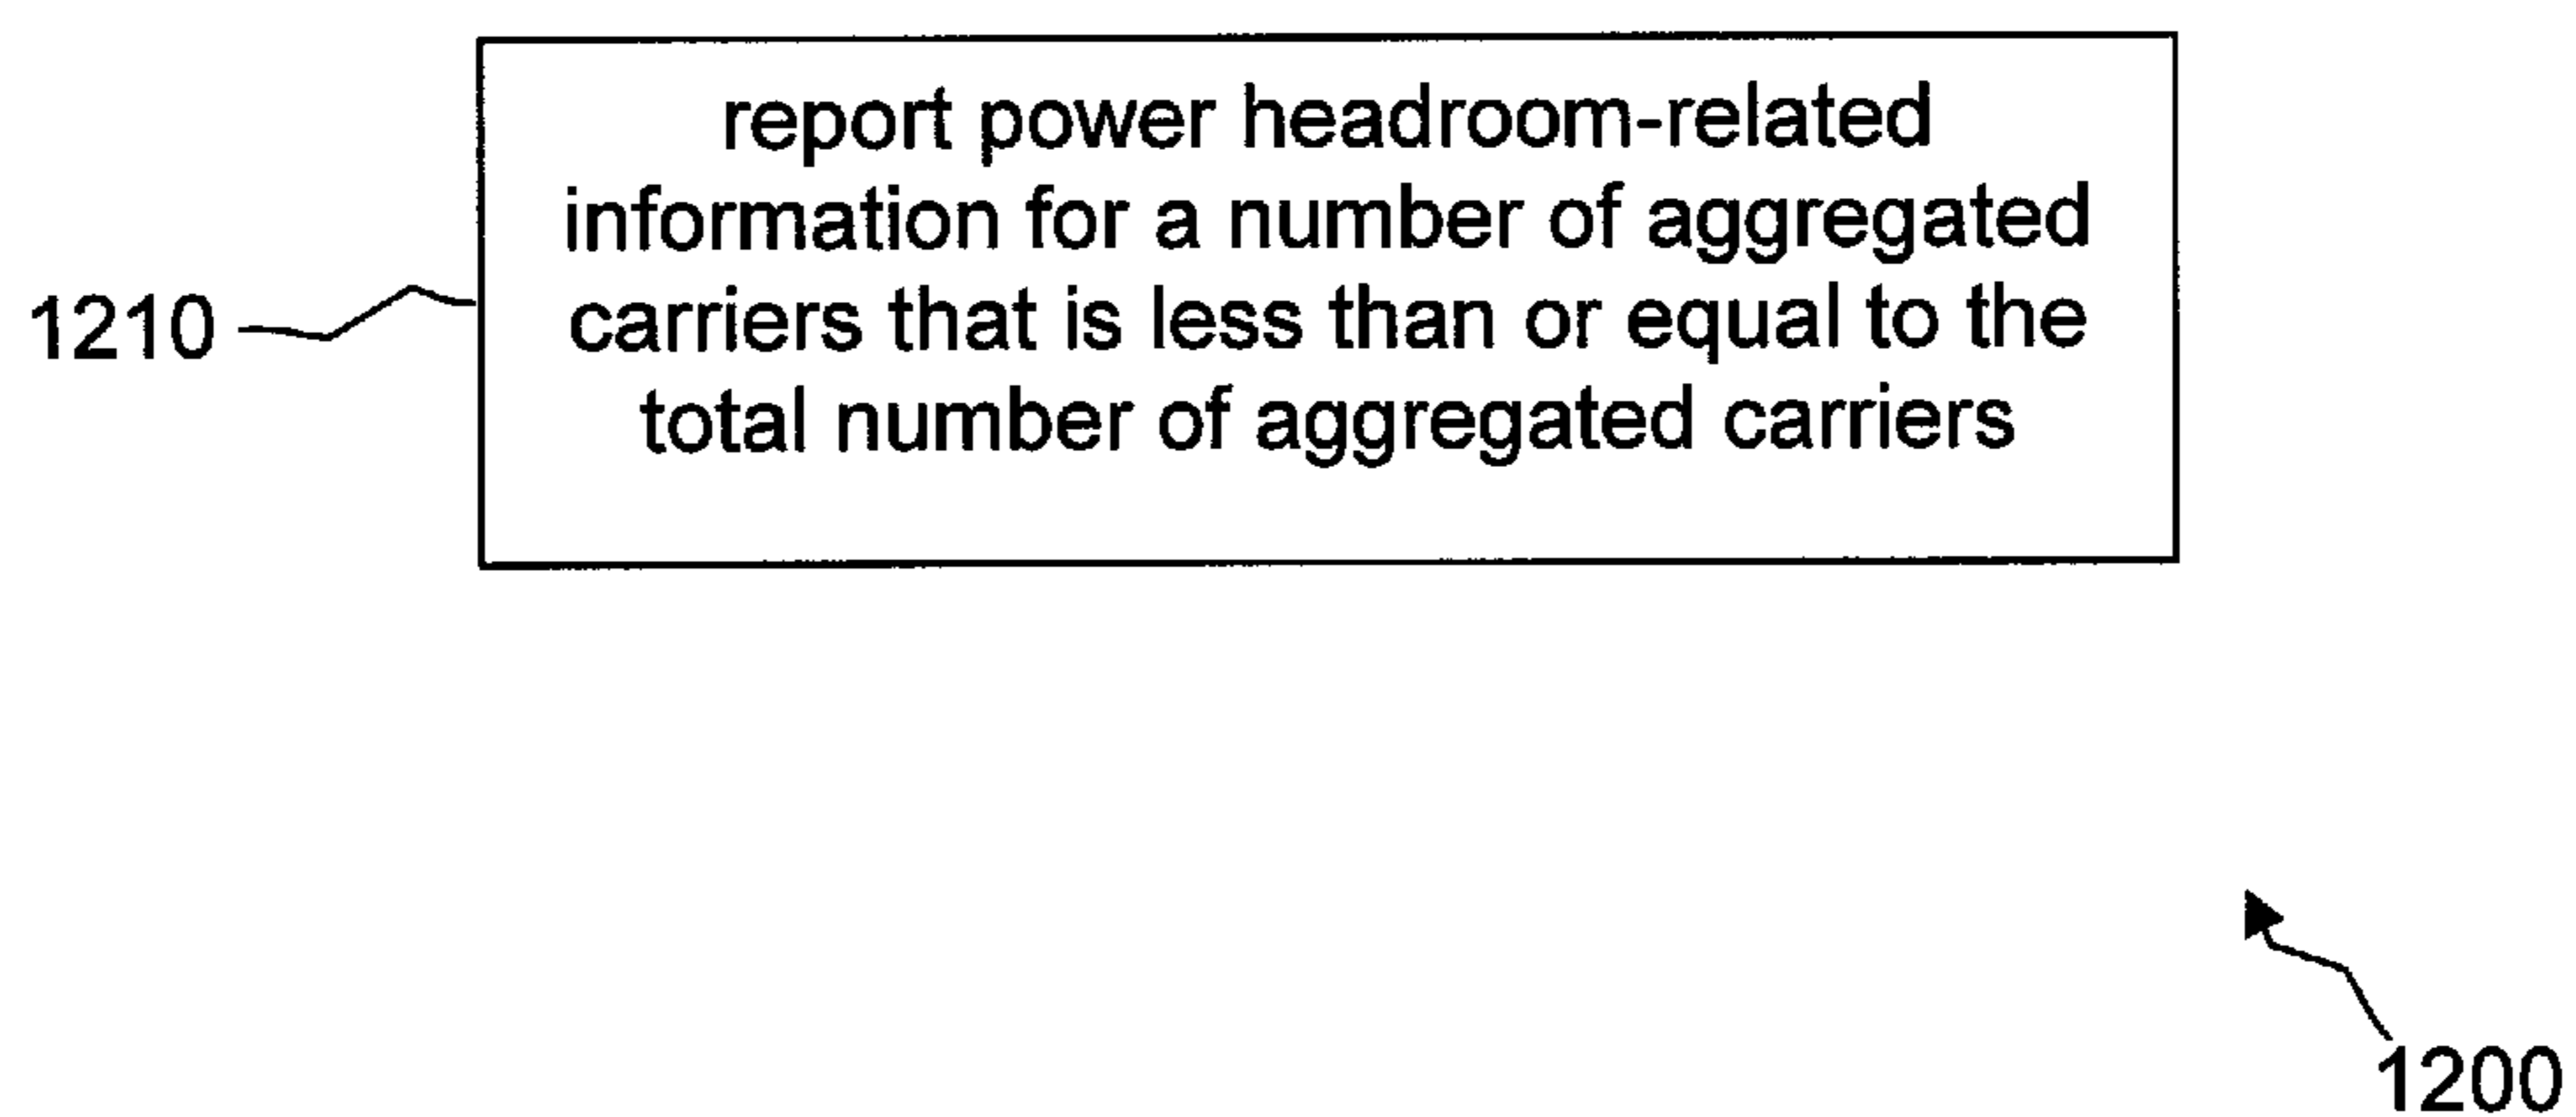 report power headroom-related
information for a number of aggregated
carriers that is less than or equal to the
total number of aggregated carriers
1210
1200